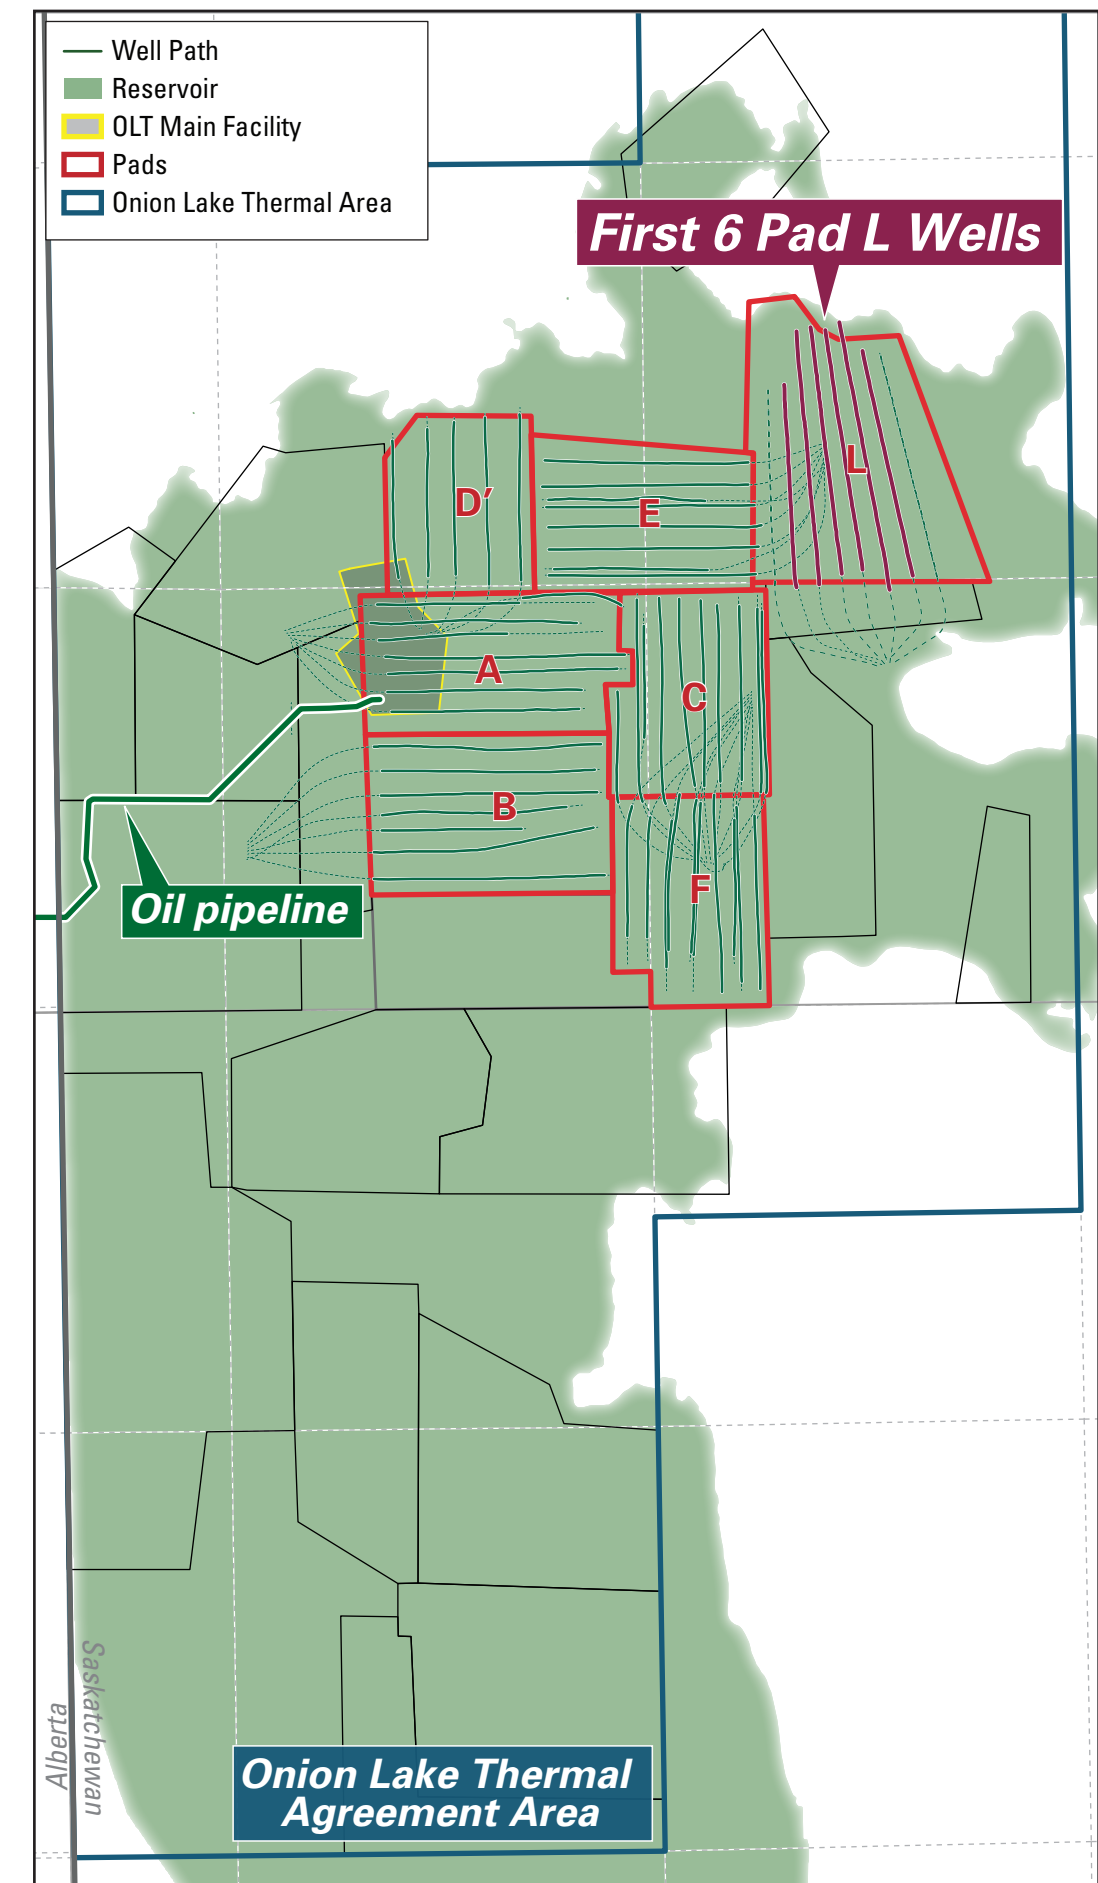 Well Path
Reservoir
OLT Main Facility
Pads
Onion Lake Thermal Area
First 6 Pad L Wells
L
D′
E
A
C
B
F
Oil pipeline
Alberta
Saskatchewan
Onion Lake Thermal
Agreement Area